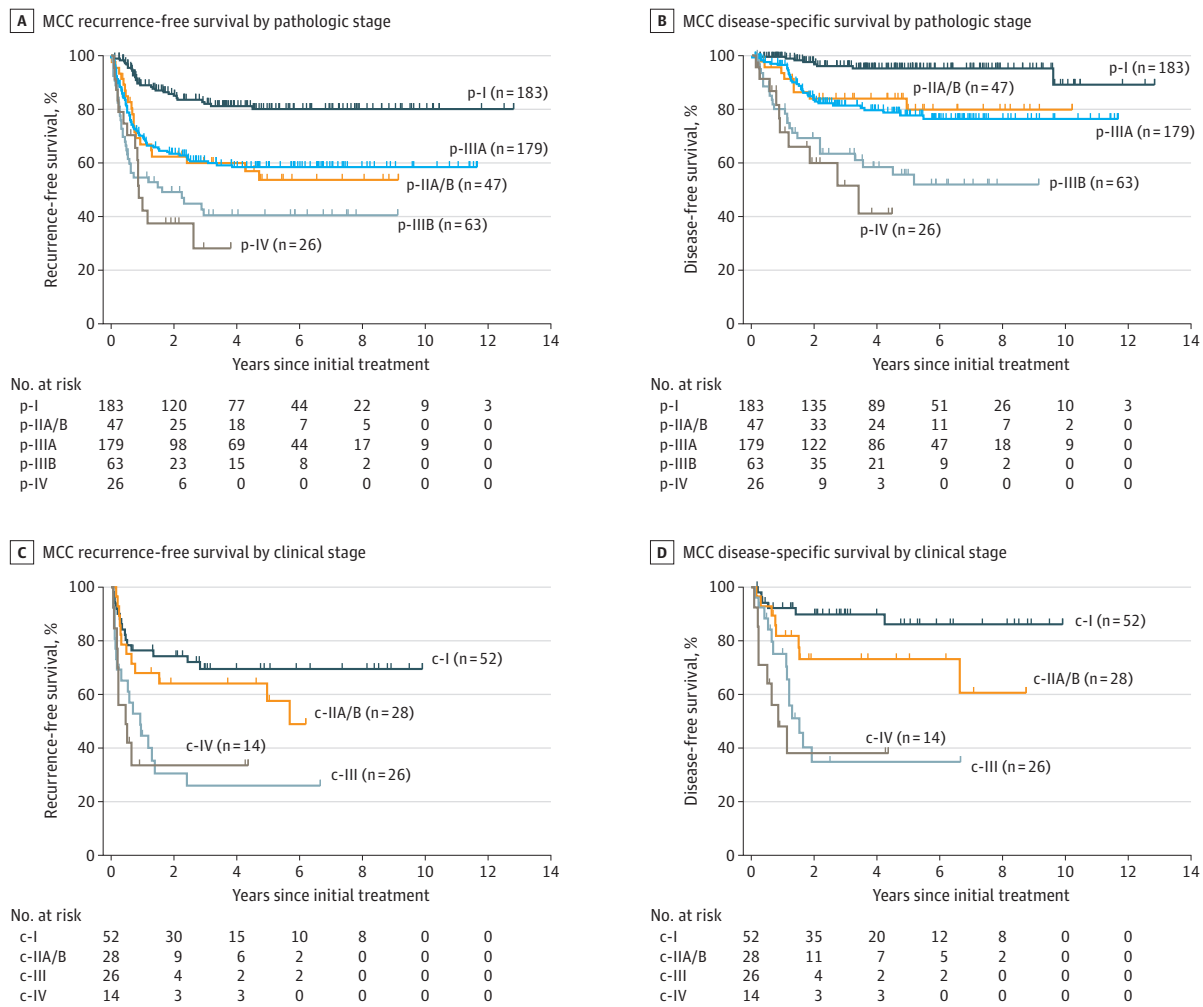 A MCC recurrence-free survival by pathologic stage
100
80
60
40
20
0
Recurrence-free survival, %
p-I (n = 183)
p-IIIA (n = 179)
p-IIA/B (n = 47)
p-IIIB (n = 63)
p-IV (n = 26)
0 2 4 6 8 10 12 14
Years since initial treatment
No. at risk
p-I 183 120 77 44 22 9 3
p-IIA/B 47 25 18 7 5 0 0
p-IIIA 179 98 69 44 17 9 0
p-IIIB 63 23 15 8 2 0 0
p-IV 26 6 0 0 0 0 0
B MCC disease-specific survival by pathologic stage
100
80
60
40
20
0
Disease-free survival, %
p-I (n = 183)
p-IIA/B (n = 47)
p-IIIA (n = 179)
p-IIIB (n = 63)
p-IV (n = 26)
0 2 4 6 8 10 12 14
Years since initial treatment
No. at risk
p-I 183 135 89 51 26 10 3
p-IIA/B 47 33 24 11 7 2 0
p-IIIA 179 122 86 47 18 9 0
p-IIIB 63 35 21 9 2 0 0
p-IV 26 9 3 0 0 0 0
C MCC recurrence-free survival by clinical stage
100
80
60
40
20
0
Recurrence-free survival, %
c-I (n = 52)
c-IIA/B (n = 28)
c-IV (n = 14)
c-III (n = 26)
0 2 4 6 8 10 12 14
Years since initial treatment
No. at risk
c-I 52 30 15 10 8 0 0
c-IIA/B 28 9 6 2 0 0 0
c-III 26 4 2 2 0 0 0
c-IV 14 3 3 0 0 0 0
D MCC disease-specific survival by clinical stage
100
80
60
40
20
0
Disease-free survival, %
c-I (n = 52)
c-IIA/B (n = 28)
c-IV (n = 14)
c-III (n = 26)
0 2 4 6 8 10 12 14
Years since initial treatment
No. at risk
c-I 52 35 20 12 8 0 0
c-IIA/B 28 11 7 5 2 0 0
c-III 26 4 2 2 0 0 0
c-IV 14 3 3 0 0 0 0